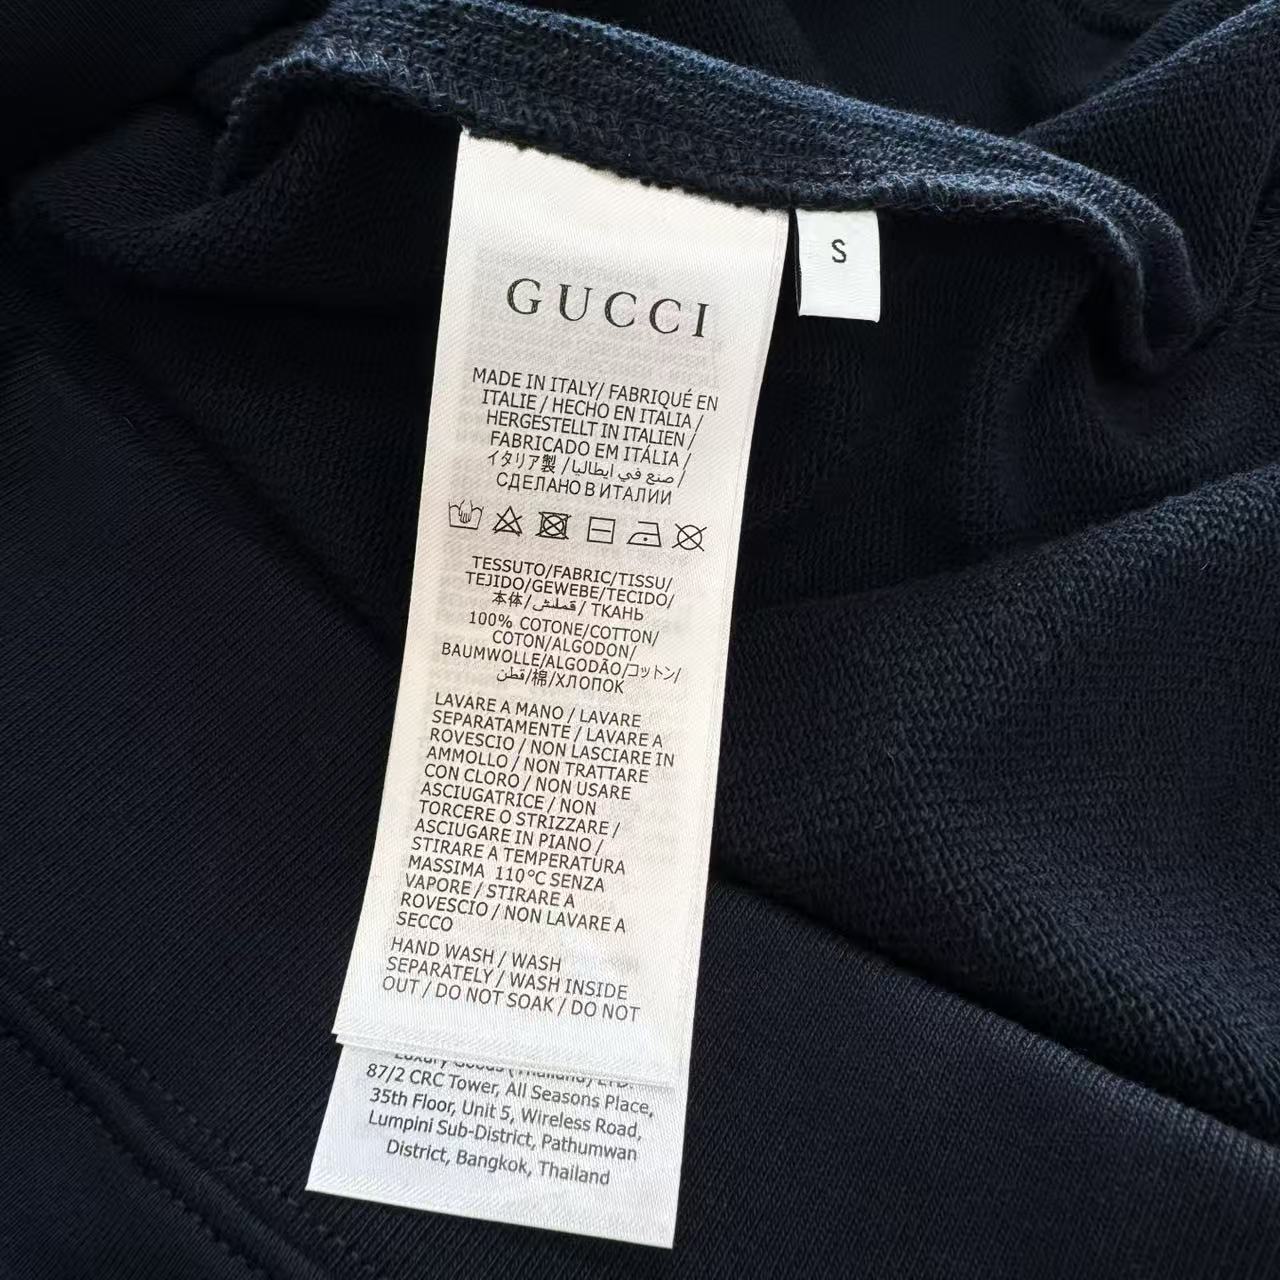 GUCCI
S
MADE IN ITALY/ FABRIQUÉ EN
ITALIE / HECHO EN ITALIA /
HERGESTELLT IN ITALIEN /
FABRICADO EM ITÁLIA /
イタリア製 / صنع في ايطاليا /
СДЕЛАНО В ИТАЛИИ
TESSUTO/FABRIC/TISSU/
TEJIDO/GEWEBE/TECIDO/
本体/قملش/ ТКАНЬ
100% COTONE/COTTON/
COTON/ALGODON/
BAUMWOLLE/ALGODÃO/コットン/
قطن/棉/ХЛОПОК
LAVARE A MANO / LAVARE
SEPARATAMENTE / LAVARE A
ROVESCIO / NON LASCIARE IN
AMMOLLO / NON TRATTARE
CON CLORO / NON USARE
ASCIUGATRICE / NON
TORCERE O STRIZZARE /
ASCIUGARE IN PIANO /
STIRARE A TEMPERATURA
MASSIMA 110°C SENZA
VAPORE / STIRARE A
ROVESCIO / NON LAVARE A
SECCO
HAND WASH / WASH
SEPARATELY / WASH INSIDE
OUT / DO NOT SOAK / DO NOT
Luxury Goods (Thailand) LTD.
87/2 CRC Tower, All Seasons Place,
35th Floor, Unit 5, Wireless Road,
Lumpini Sub-District, Pathumwan
District, Bangkok, Thailand